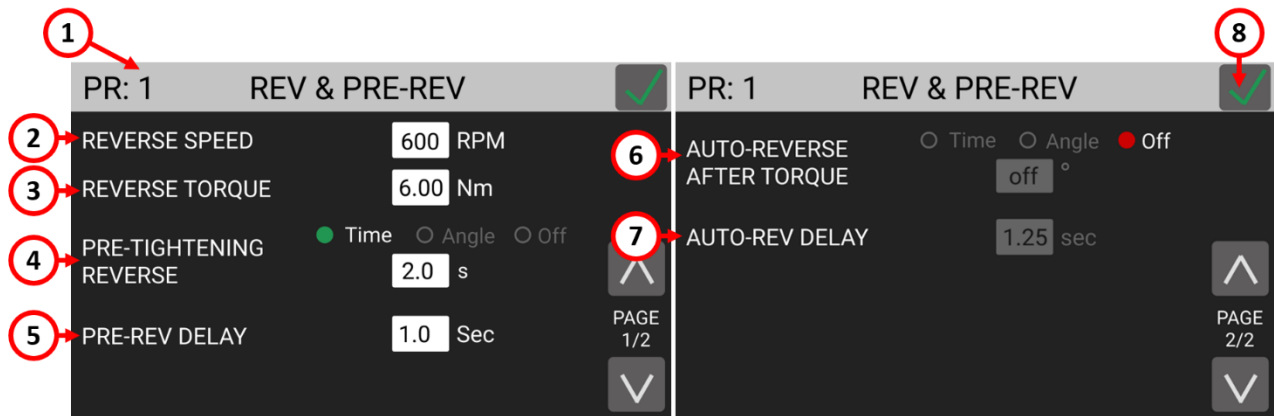 1
8
PR: 1 REV & PRE-REV
2 REVERSE SPEED 600 RPM
3 REVERSE TORQUE 6.00 Nm
Time Angle Off
4 PRE-TIGHTENING
REVERSE 2.0 s
5 PRE-REV DELAY 1.0 Sec
PAGE
1/2
PR: 1 REV & PRE-REV
Time Angle Off
6 AUTO-REVERSE
AFTER TORQUE off °
7 AUTO-REV DELAY 1.25 sec
PAGE
2/2